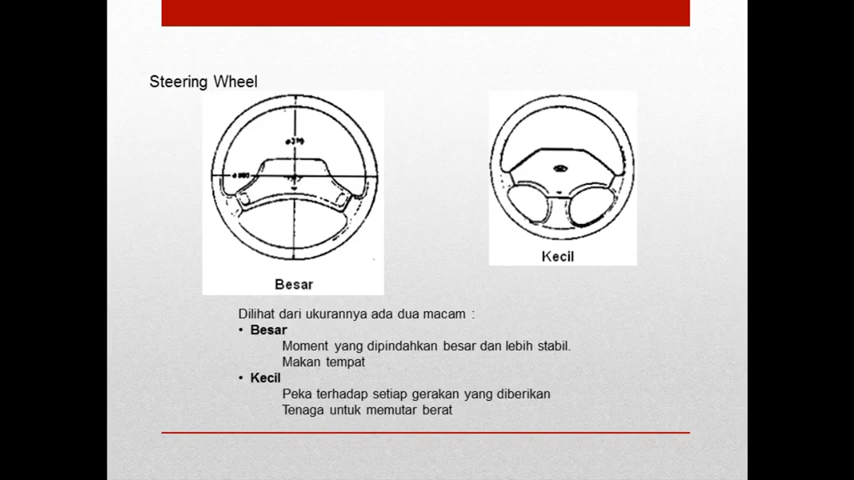 Steering Wheel
Besar
Kecil
Dilihat dari ukurannya ada dua macam :
• Besar
Moment yang dipindahkan besar dan lebih stabil.
Makan tempat
• Kecil
Peka terhadap setiap gerakan yang diberikan
Tenaga untuk memutar berat